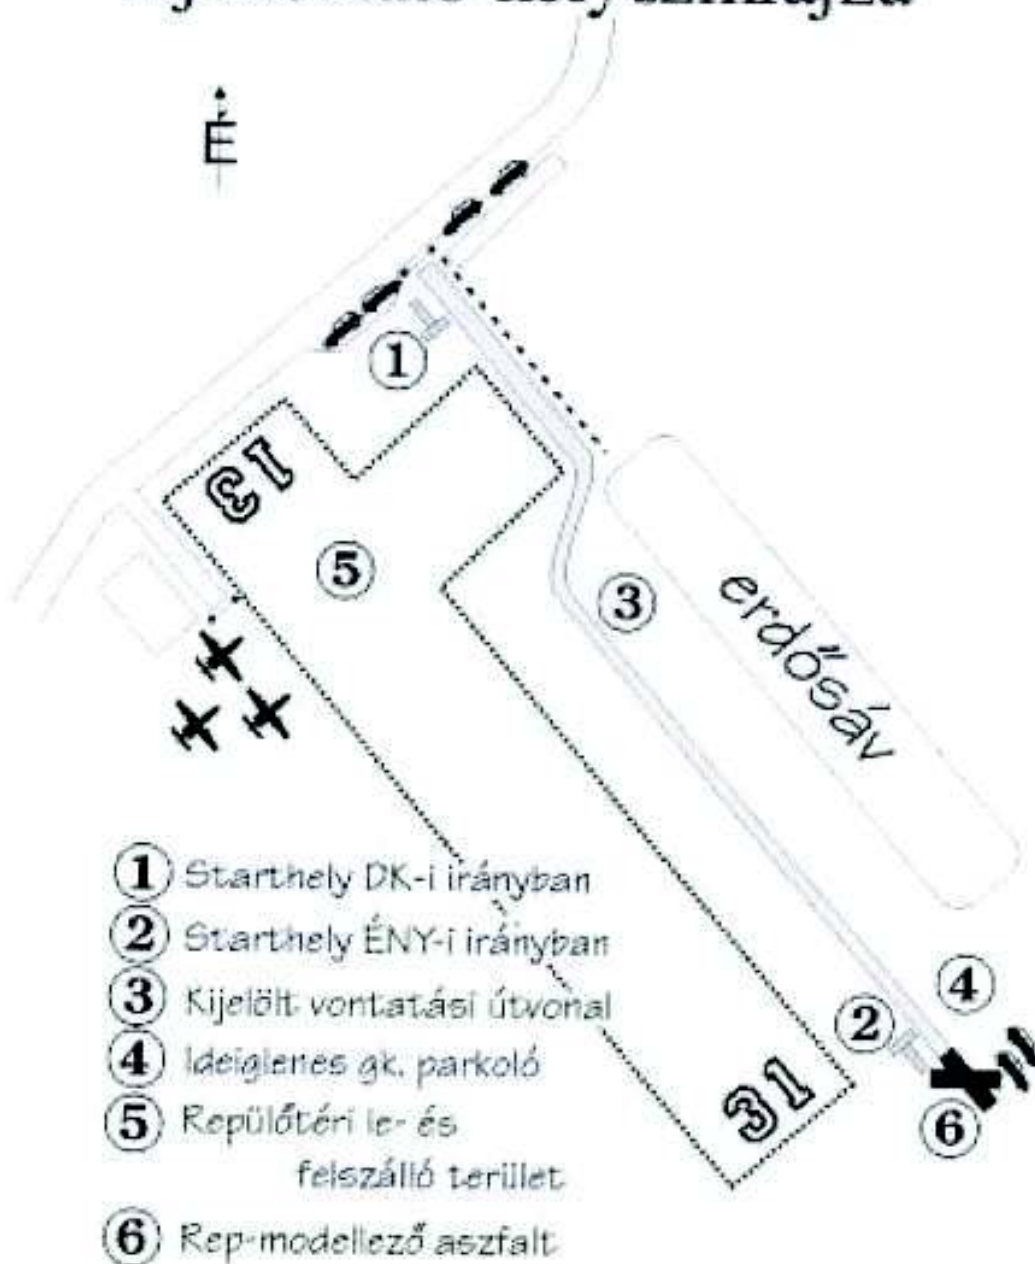 É
1
13
5
3
erdősáv
4
2
31
6
1 Starthely DK-i irányban
2 Starthely ÉNY-i irányban
3 Kijelölt vontatási útvonal
4 Ideiglenes gk. parkoló
5 Repülőtéri le- és
felszálló terület
6 Rep-modellező aszfalt